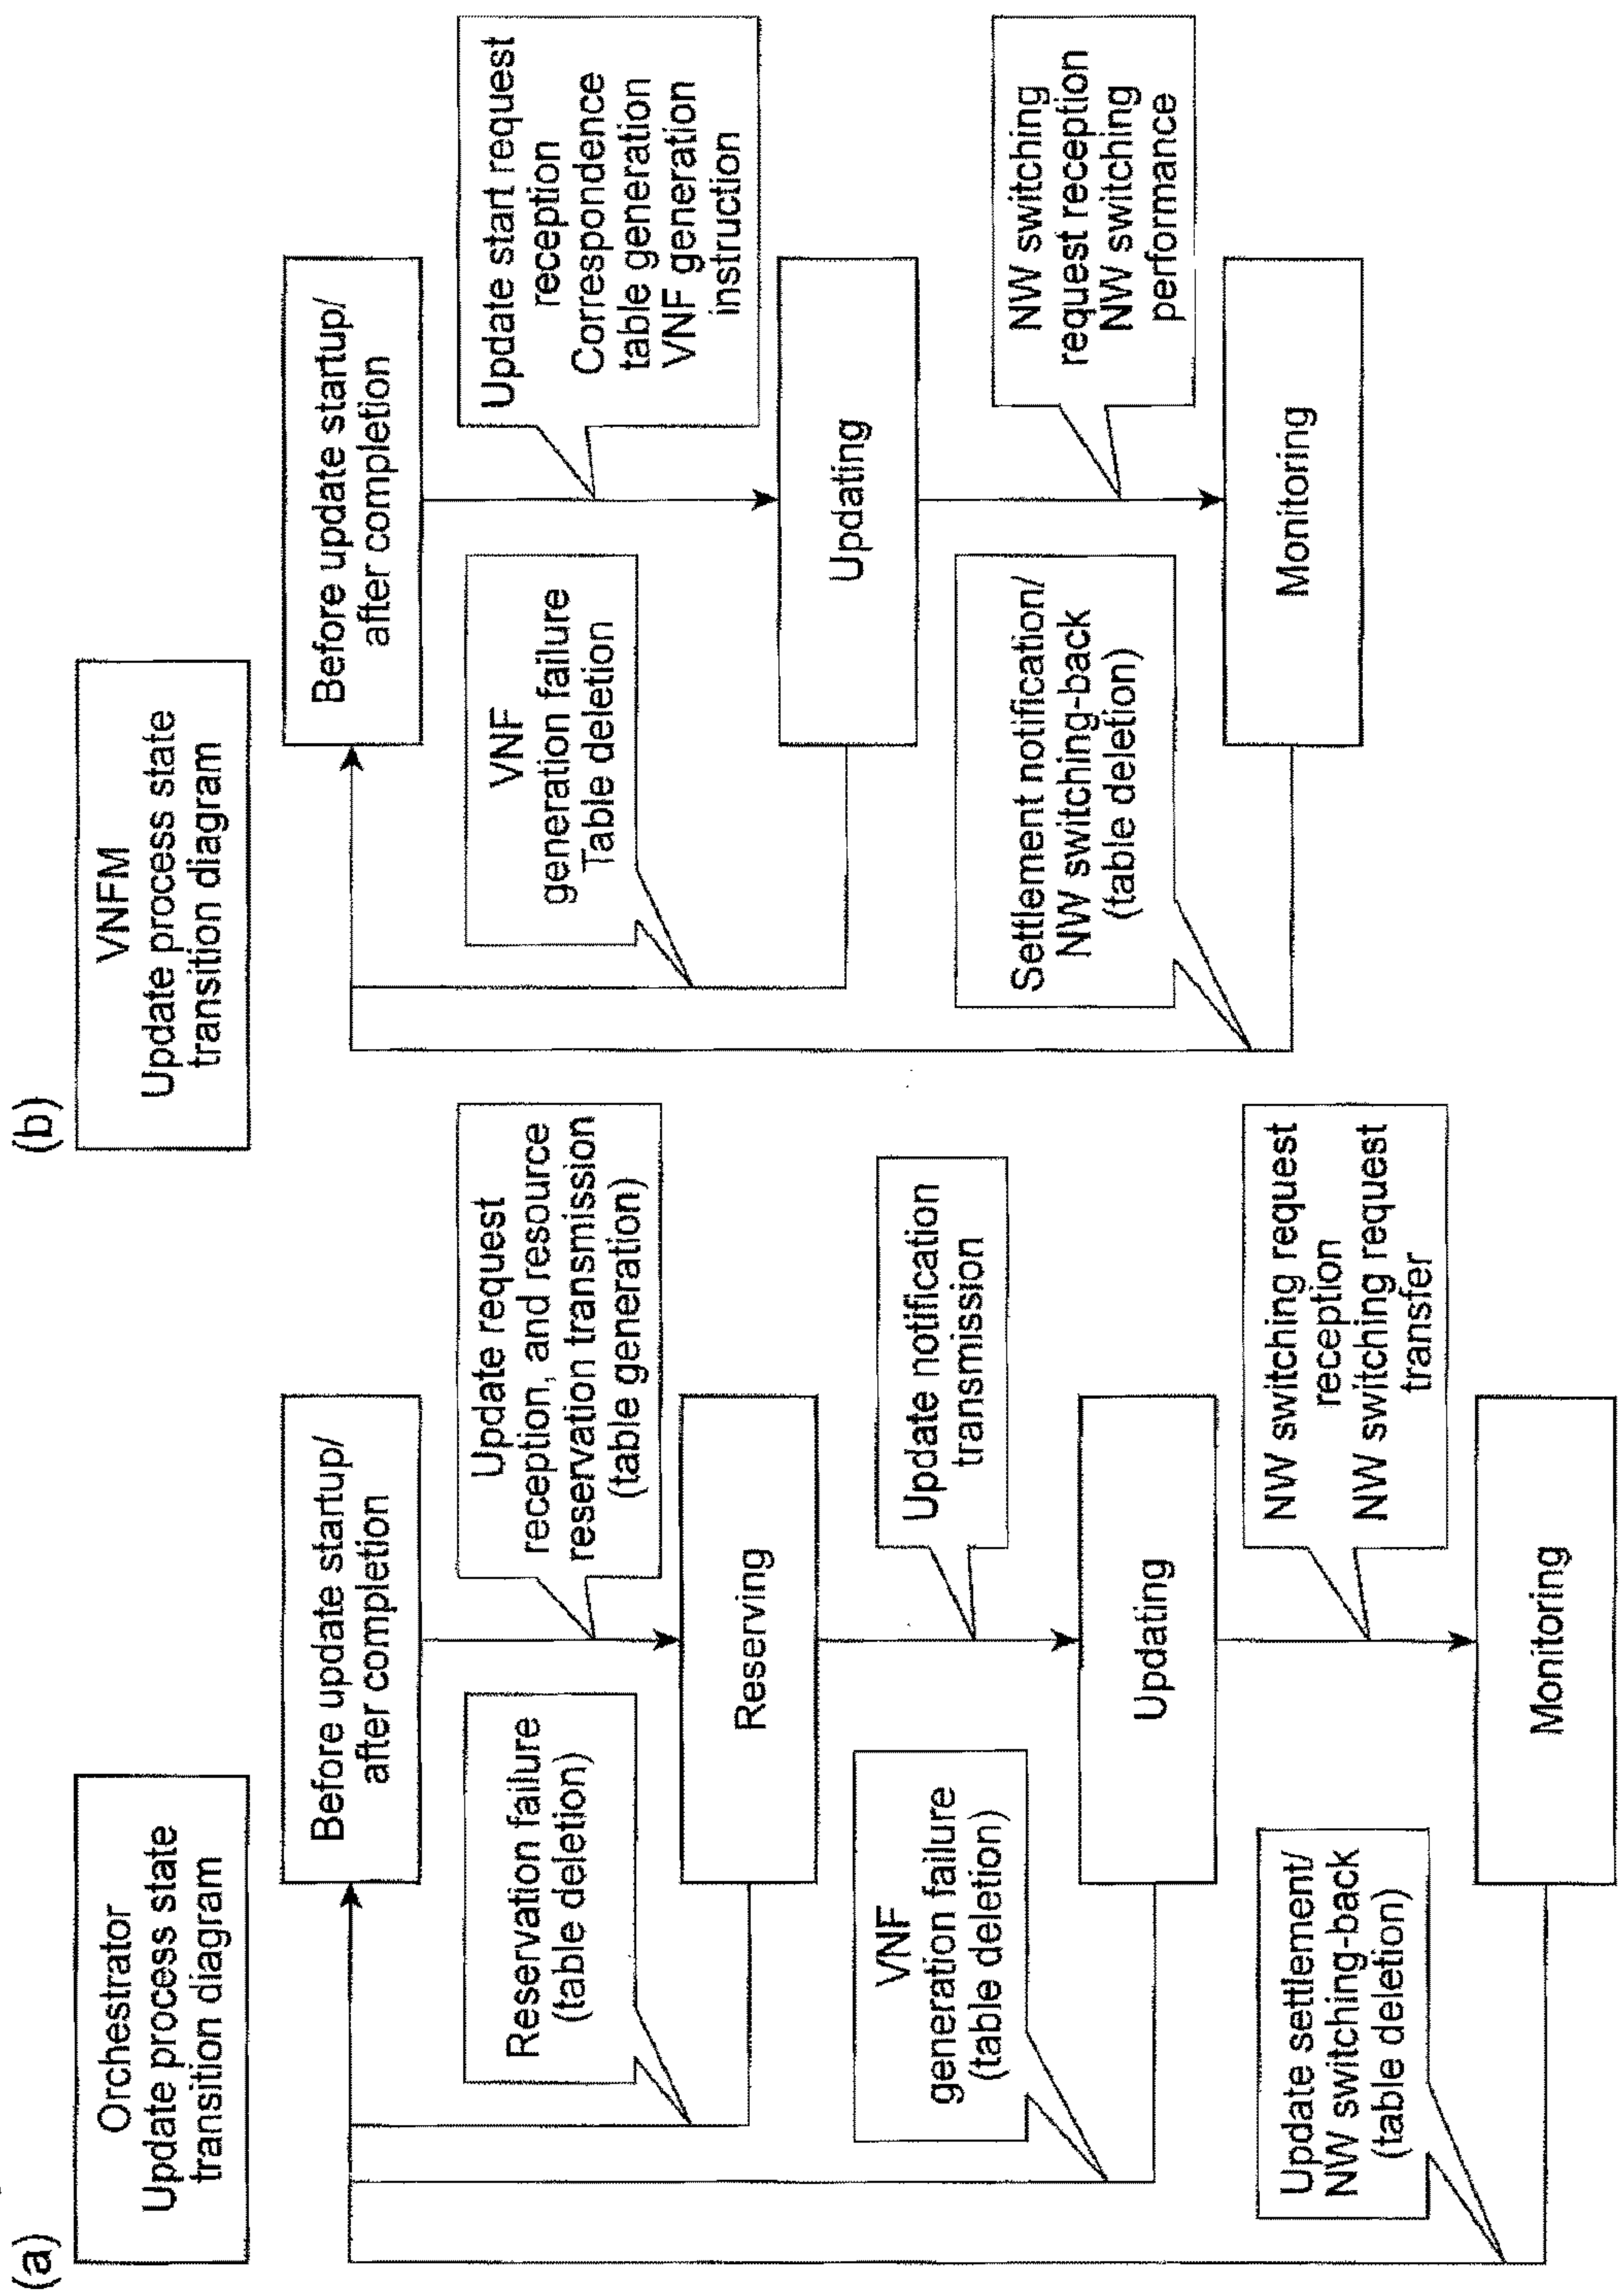 (a)
Orchestrator
Update process state
transition diagram
Before update startup/
after completion
Update request
reception, and resource
reservation transmission
(table generation)
Reservation failure
(table deletion)
Reserving
Update notification
transmission
VNF
generation failure
(table deletion)
Updating
NW switching request
reception
NW switching request
transfer
Update settlement/
NW switching-back
(table deletion)
Monitoring
(b)
VNFM
Update process state
transition diagram
Before update startup/
after completion
Update start request
reception
Correspondence
table generation
VNF generation
instruction
VNF
generation failure
Table deletion
Updating
NW switching
request reception
NW switching
performance
Settlement notification/
NW switching-back
(table deletion)
Monitoring